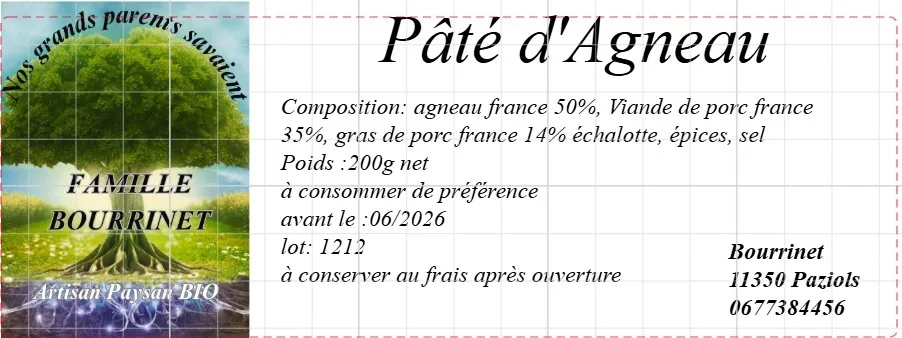 Nos grands parents savaient
FAMILLE
BOURRINET
Artisan Paysan BIO
Pâté d'Agneau
Composition: agneau france 50%, Viande de porc france
35%, gras de porc france 14% échalotte, épices, sel
Poids :200g net
à consommer de préférence
avant le :06/2026
lot: 1212
à conserver au frais après ouverture
Bourrinet
11350 Paziols
0677384456